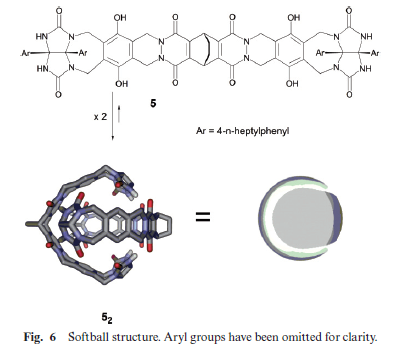 O OH O O OH O
HN N N N N NH
Ar Ar Ar Ar
HN N N N N NH
O OH O O OH O
5
x 2
Ar = 4-n-heptylphenyl
=
52
Fig. 6 Softball structure. Aryl groups have been omitted for clarity.